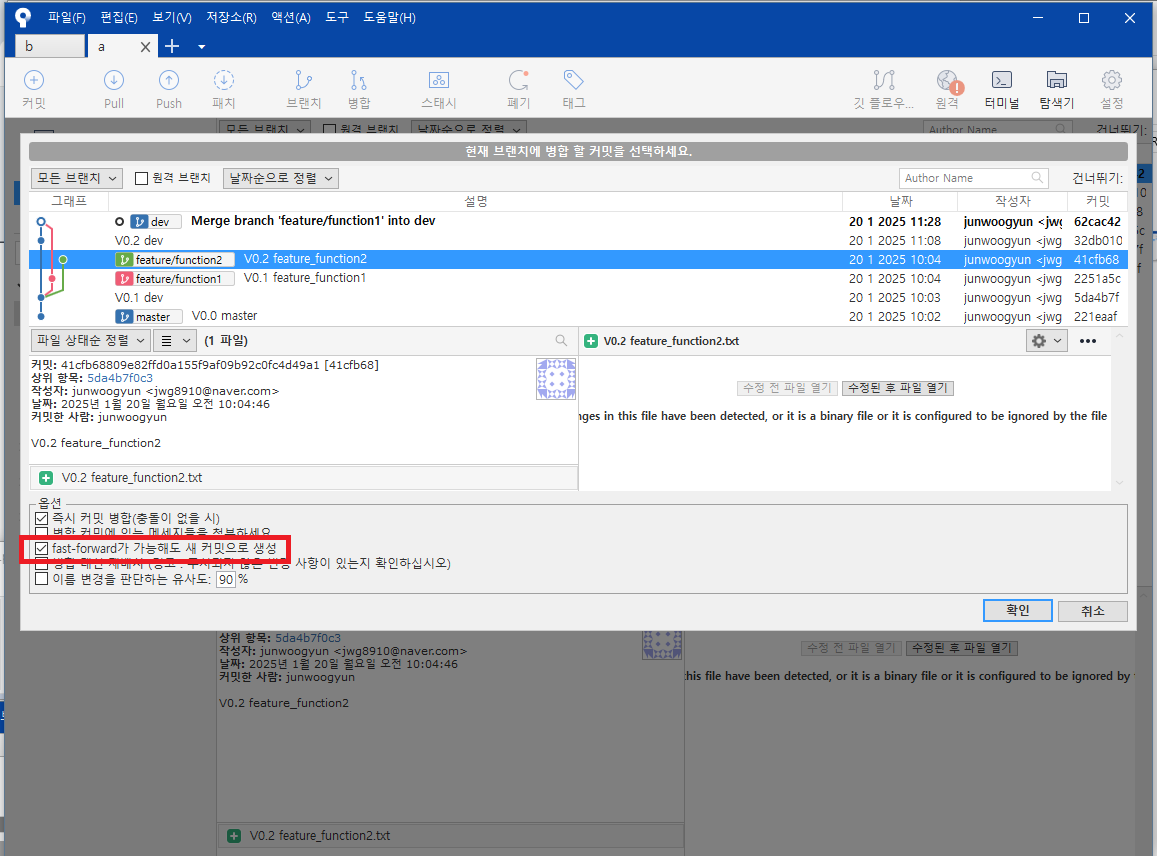 파일(F) 편집(E) 보기(V) 저장소(R) 액션(A) 도구 도움말(H)
b a
커밋 Pull Push 패치 브랜치 병합 스태시 폐기 태그 깃 플로우... 원격 터미널 탐색기 설정
모든 브랜치 원격 브랜치 날짜순으로 정렬 Author Name 건너뛰기:
현재 브랜치에 병합 할 커밋을 선택하세요.
모든 브랜치 원격 브랜치 날짜순으로 정렬 Author Name 건너뛰기:
그래프 설명 날짜 작성자 커밋
dev Merge branch 'feature/function1' into dev 20 1 2025 11:28 junwoogyun <jwg 62cac42
V0.2 dev 20 1 2025 11:08 junwoogyun <jwg 32db010
feature/function2 V0.2 feature_function2 20 1 2025 10:04 junwoogyun <jwg 41cfb68
feature/function1 V0.1 feature_function1 20 1 2025 10:04 junwoogyun <jwg 2251a5c
V0.1 dev 20 1 2025 10:03 junwoogyun <jwg 5da4b7f
master V0.0 master 20 1 2025 10:02 junwoogyun <jwg 221eaaf
파일 상태순 정렬 (1 파일) V0.2 feature_function2.txt
커밋: 41cfb68809e82ffd0a155f9af09b92c0fc4d49a1 [41cfb68]
상위 항목: 5da4b7f0c3
작성자: junwoogyun <jwg8910@naver.com>
날짜: 2025년 1월 20일 월요일 오전 10:04:46
커밋한 사람: junwoogyun
V0.2 feature_function2
수정 전 파일 열기 수정된 후 파일 열기
nges in this file have been detected, or it is a binary file or it is configured to be ignored by the file
V0.2 feature_function2.txt
옵션
즉시 커밋 병합(충돌이 없을 시)
병합 커밋에 있는 메세지들을 첨부하세요
fast-forward가 가능해도 새 커밋으로 생성
사항이 있는지 확인하십시오)
이름 변경을 판단하는 유사도: 90 %
확인 취소
상위 항목: 5da4b7f0c3
작성자: junwoogyun <jwg8910@naver.com>
날짜: 2025년 1월 20일 월요일 오전 10:04:46
커밋한 사람: junwoogyun
V0.2 feature_function2
수정 전 파일 열기 수정된 후 파일 열기
this file have been detected, or it is a binary file or it is configured to be ignored by
V0.2 feature_function2.txt